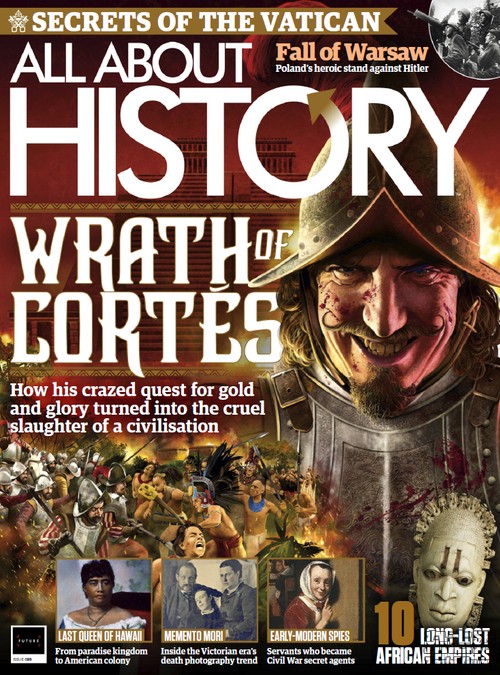 SECRETS OF THE VATICAN
ALL ABOUT
HISTORY
Fall of Warsaw
Poland's heroic stand against Hitler
WRATH OF
CORTÉS
How his crazed quest for gold
and glory turned into the cruel
slaughter of a civilisation
LAST QUEEN OF HAWAII
From paradise kingdom
to American colony
MEMENTO MORI
Inside the Victorian era's
death photography trend
EARLY-MODERN SPIES
Servants who became
Civil War secret agents
10 LONG-LOST
AFRICAN EMPIRES
FUTURE